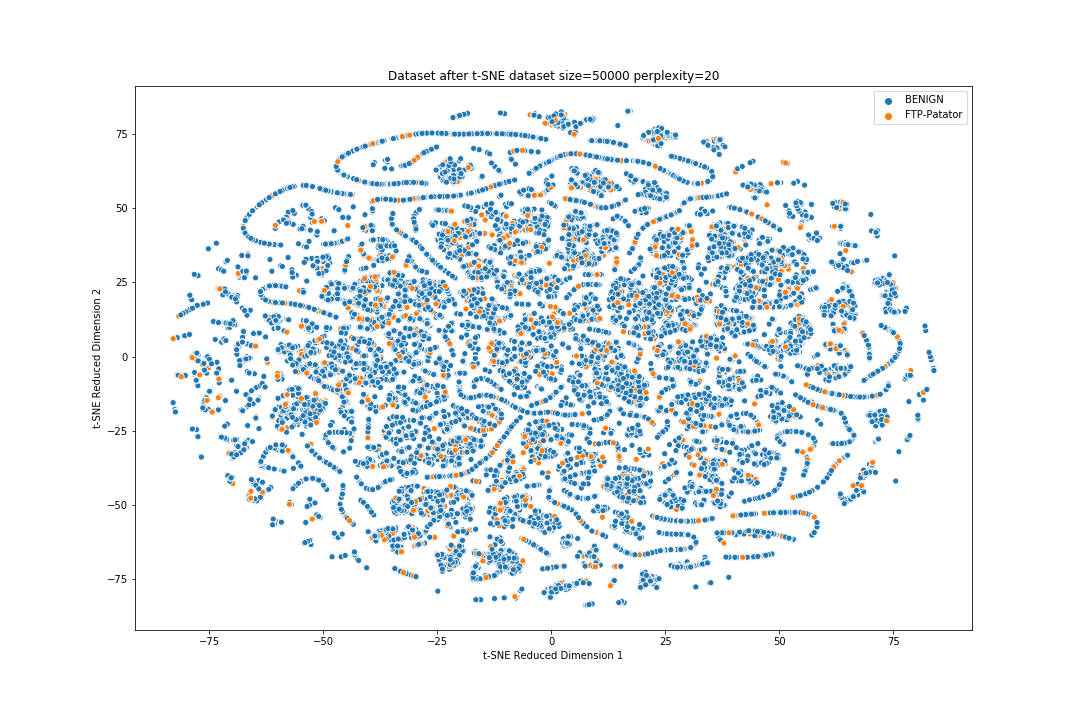 Dataset after t-SNE dataset size=50000 perplexity=20
BENIGN
FTP-Patator
75
50
25
0
−25
−50
−75
t-SNE Reduced Dimension 2
−75 −50 −25 0 25 50 75
t-SNE Reduced Dimension 1